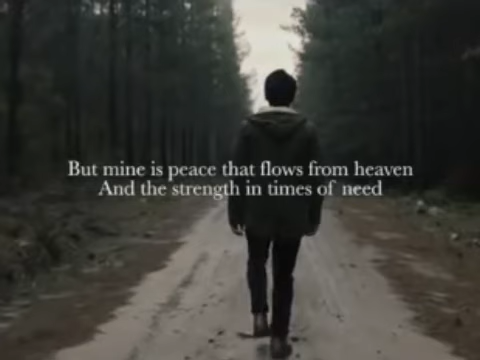 But mine is peace that flows from heaven
And the strength in times of need